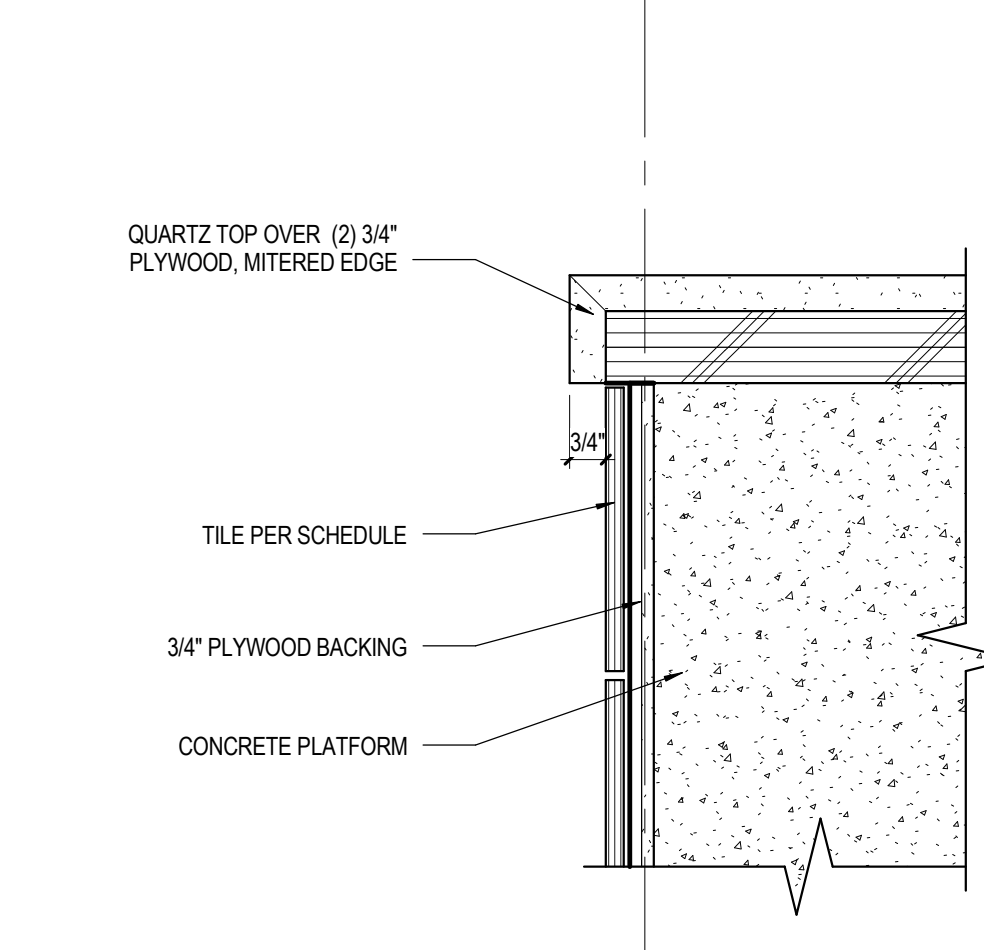 QUARTZ TOP OVER (2) 3/4"
PLYWOOD, MITERED EDGE
3/4"
TILE PER SCHEDULE
3/4" PLYWOOD BACKING
CONCRETE PLATFORM